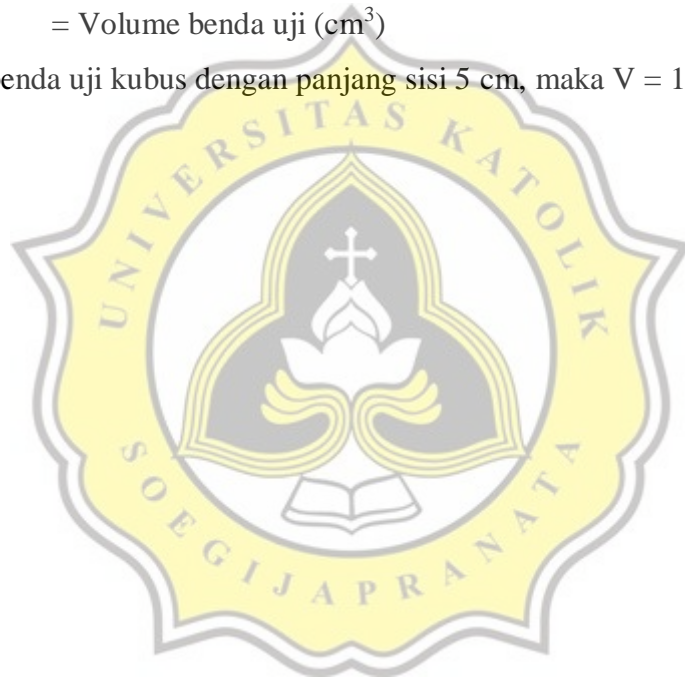 = Volume benda uji (cm³)
enda uji kubus dengan panjang sisi 5 cm, maka V = 1
UNIVERSITAS KATOLIK
SOEGIJAPRANATA